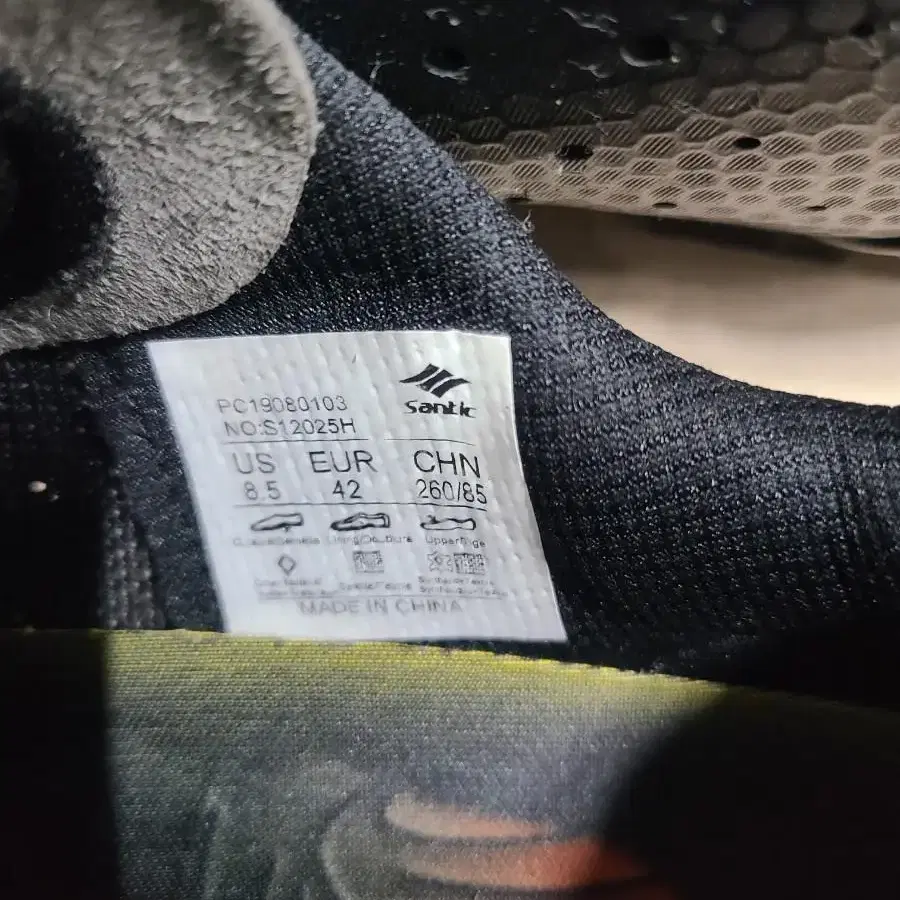 santic
PC19080103
NO:S12025H
US EUR CHN
8.5 42 260/85
MADE IN CHINA